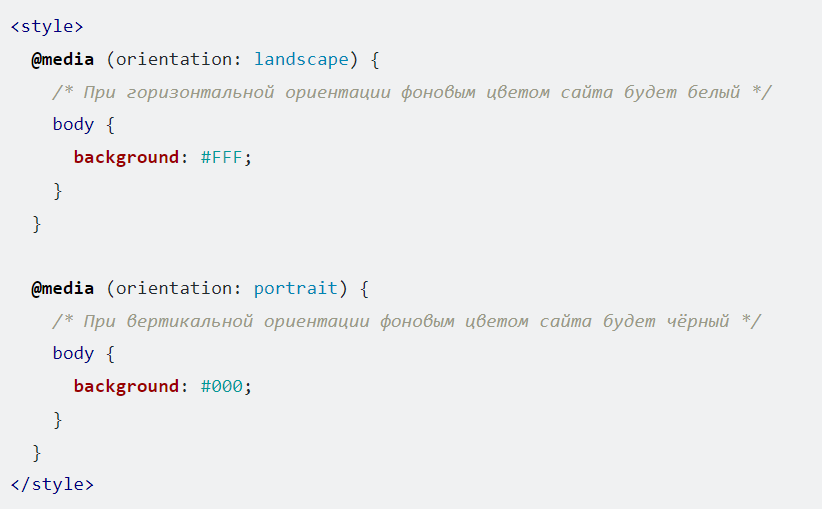 <style>
@media (orientation: landscape) {
/* При горизонтальной ориентации фоновым цветом сайта будет белый */
body {
background: #FFF;
}
}
@media (orientation: portrait) {
/* При вертикальной ориентации фоновым цветом сайта будет чёрный */
body {
background: #000;
}
}
</style>